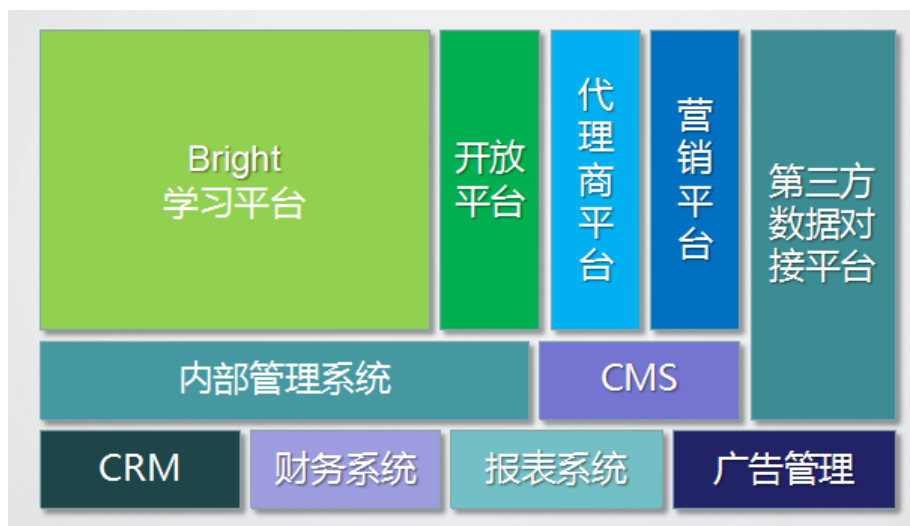 Bright
学习平台
开放
平台
代理商平台
营销平台
第三方
数据对
接平台
内部管理系统
CMS
CRM
财务系统
报表系统
广告管理